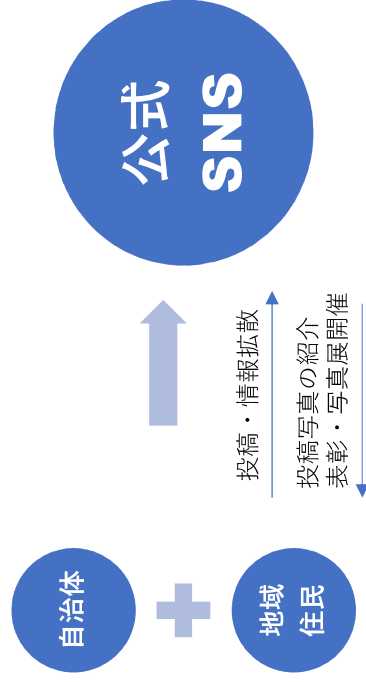 自治体
地域
住民
投稿・情報拡散
投稿写真の紹介
表彰・写真展開催
公式
SNS